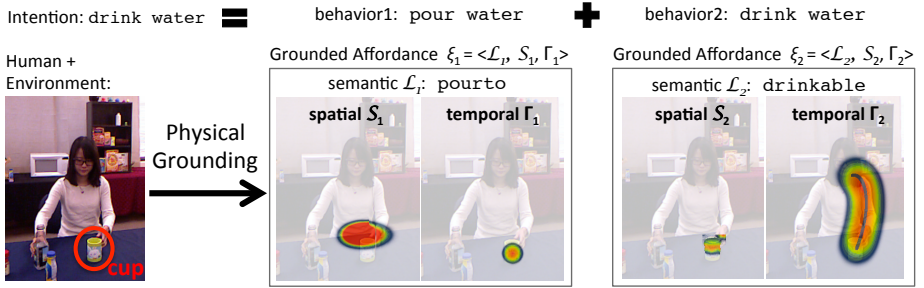 Intention: drink water = behavior1: pour water + behavior2: drink water
Human +
Environment:
Grounded Affordance ξ₁ = <ℒ₁, S₁, Γ₁>
Grounded Affordance ξ₂ = <ℒ₂, S₂, Γ₂>
semantic ℒ₁: pourto
semantic ℒ₂: drinkable
spatial S₁
temporal Γ₁
spatial S₂
temporal Γ₂
Physical
Grounding
cup